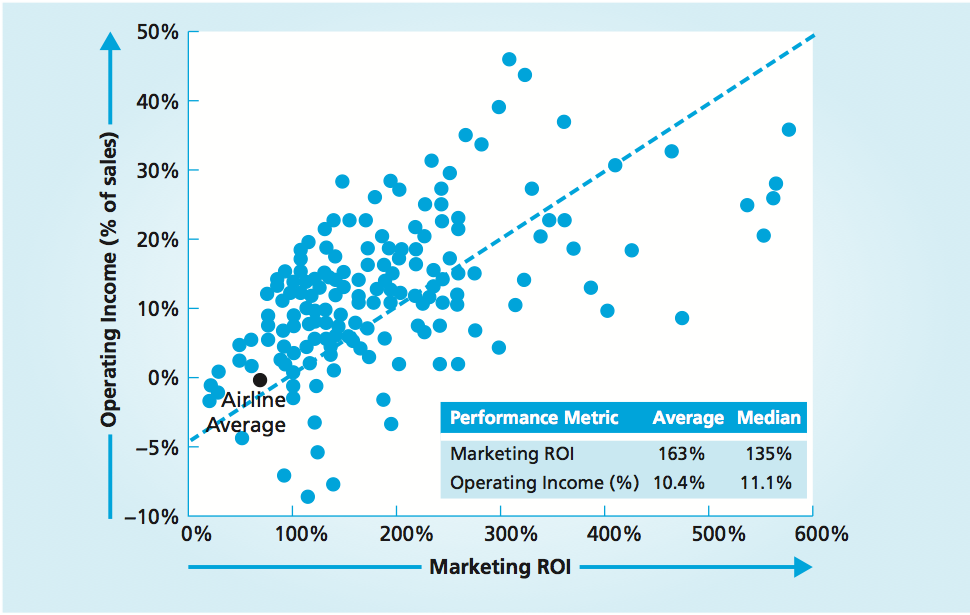 Operating Income (% of sales)
50%
40%
30%
20%
10%
0%
–5%
–10%
Airline
Average
Performance Metric Average Median
Marketing ROI 163% 135%
Operating Income (%) 10.4% 11.1%
0% 100% 200% 300% 400% 500% 600%
Marketing ROI